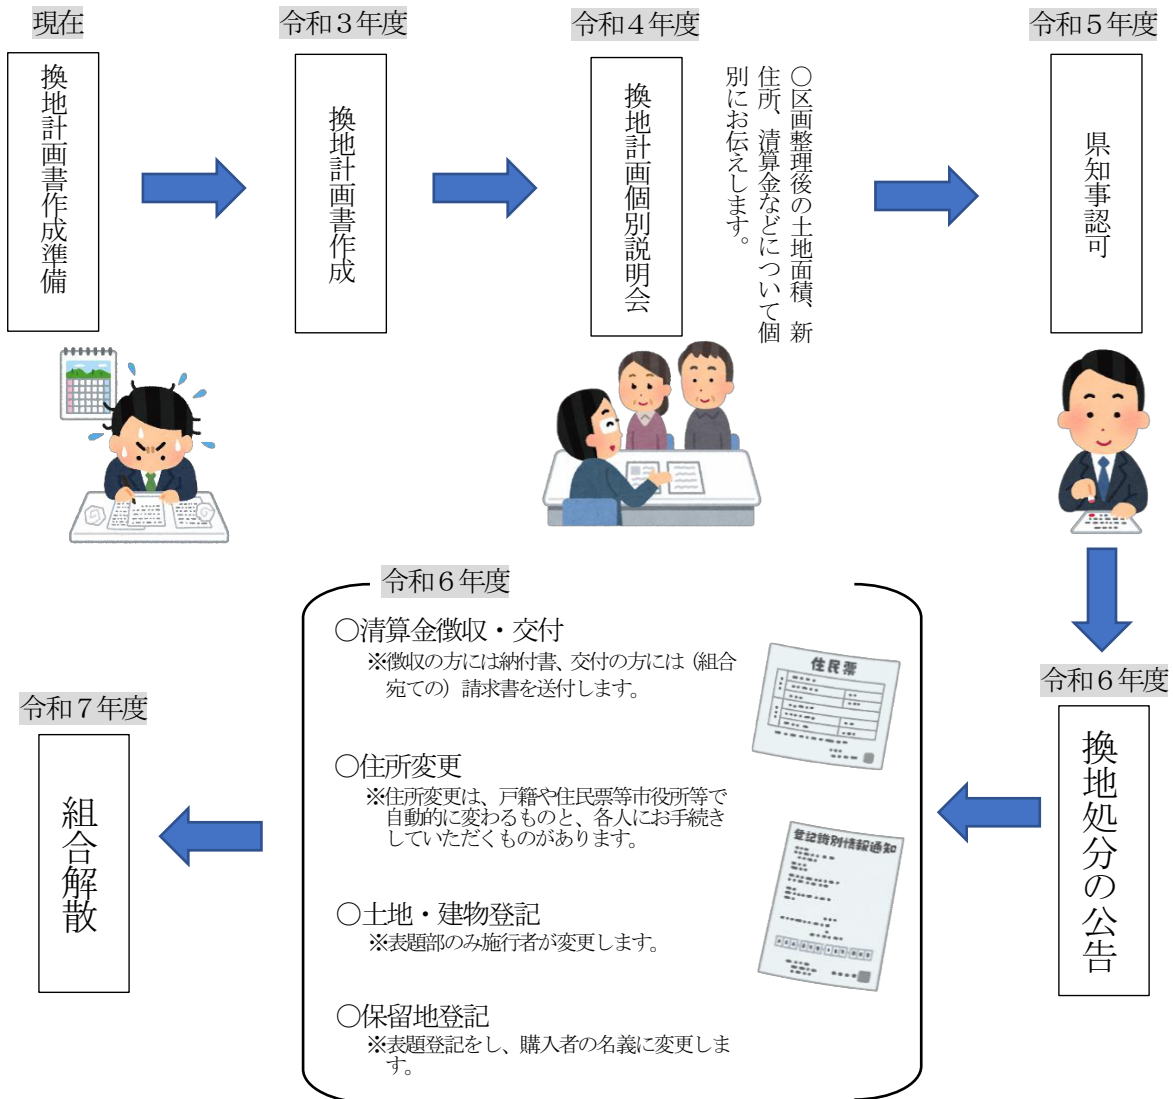 現在
換地計画書作成準備
令和３年度
換地計画書作成
令和４年度
換地計画個別説明会
〇区画整理後の土地面積、新
住所、清算金などについて個
別にお伝えします。
令和５年度
県知事認可
令和６年度
換地処分の公告
令和６年度
〇清算金徴収・交付
※徴収の方には納付書、交付の方には（組合
宛ての）請求書を送付します。
〇住所変更
※住所変更は、戸籍や住民票等市役所等で
自動的に変わるものと、各人にお手続き
していただくものがあります。
〇土地・建物登記
※表題部のみ施行者が変更します。
〇保留地登記
※表題登記をし、購入者の名義に変更しま
す。
住民票
登記識別情報通知
令和７年度
組合解散